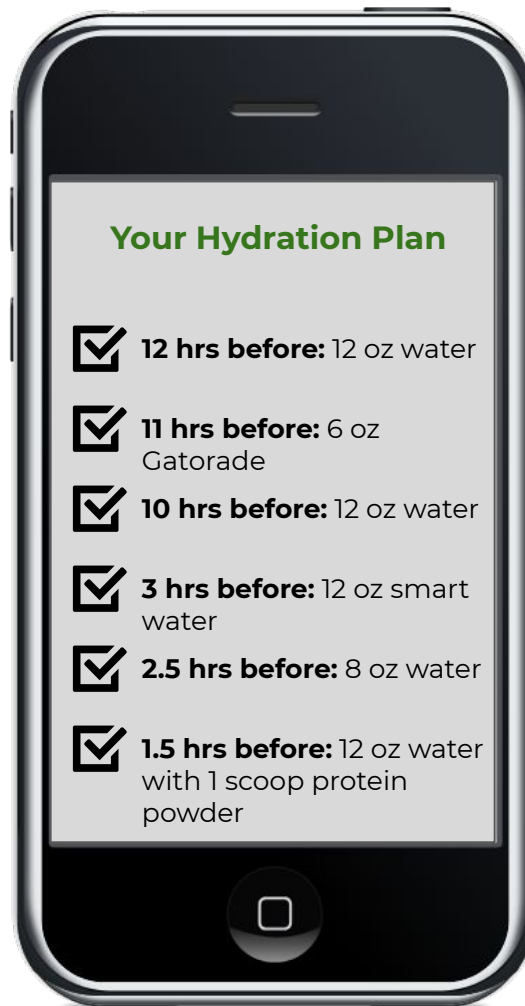 Your Hydration Plan
12 hrs before: 12 oz water
11 hrs before: 6 oz
Gatorade
10 hrs before: 12 oz water
3 hrs before: 12 oz smart
water
2.5 hrs before: 8 oz water
1.5 hrs before: 12 oz water
with 1 scoop protein
powder